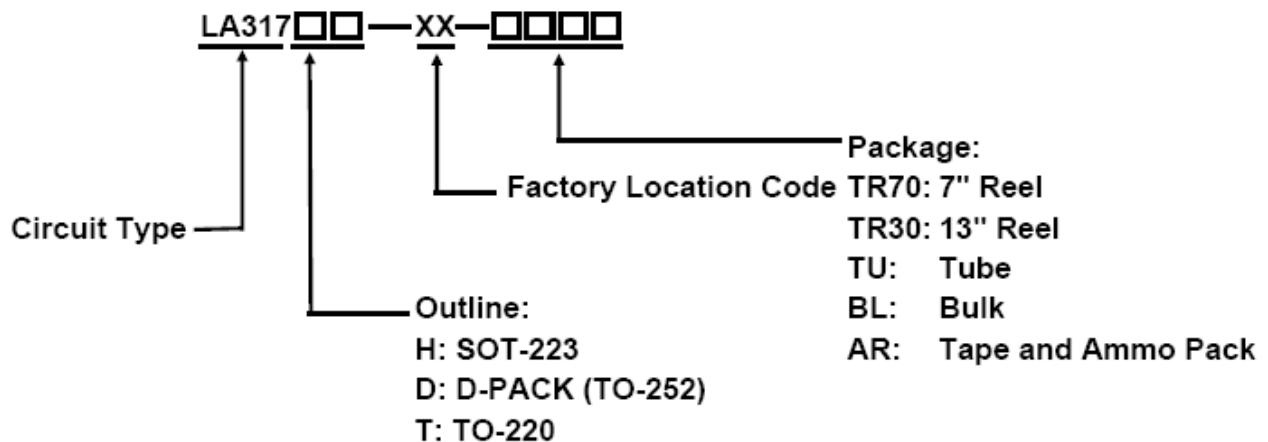 LA317□□—XX—□□□□
Package:
Factory Location Code
TR70: 7" Reel
TR30: 13" Reel
Circuit Type
TU: Tube
Outline:
BL: Bulk
H: SOT-223
AR: Tape and Ammo Pack
D: D-PACK (TO-252)
T: TO-220